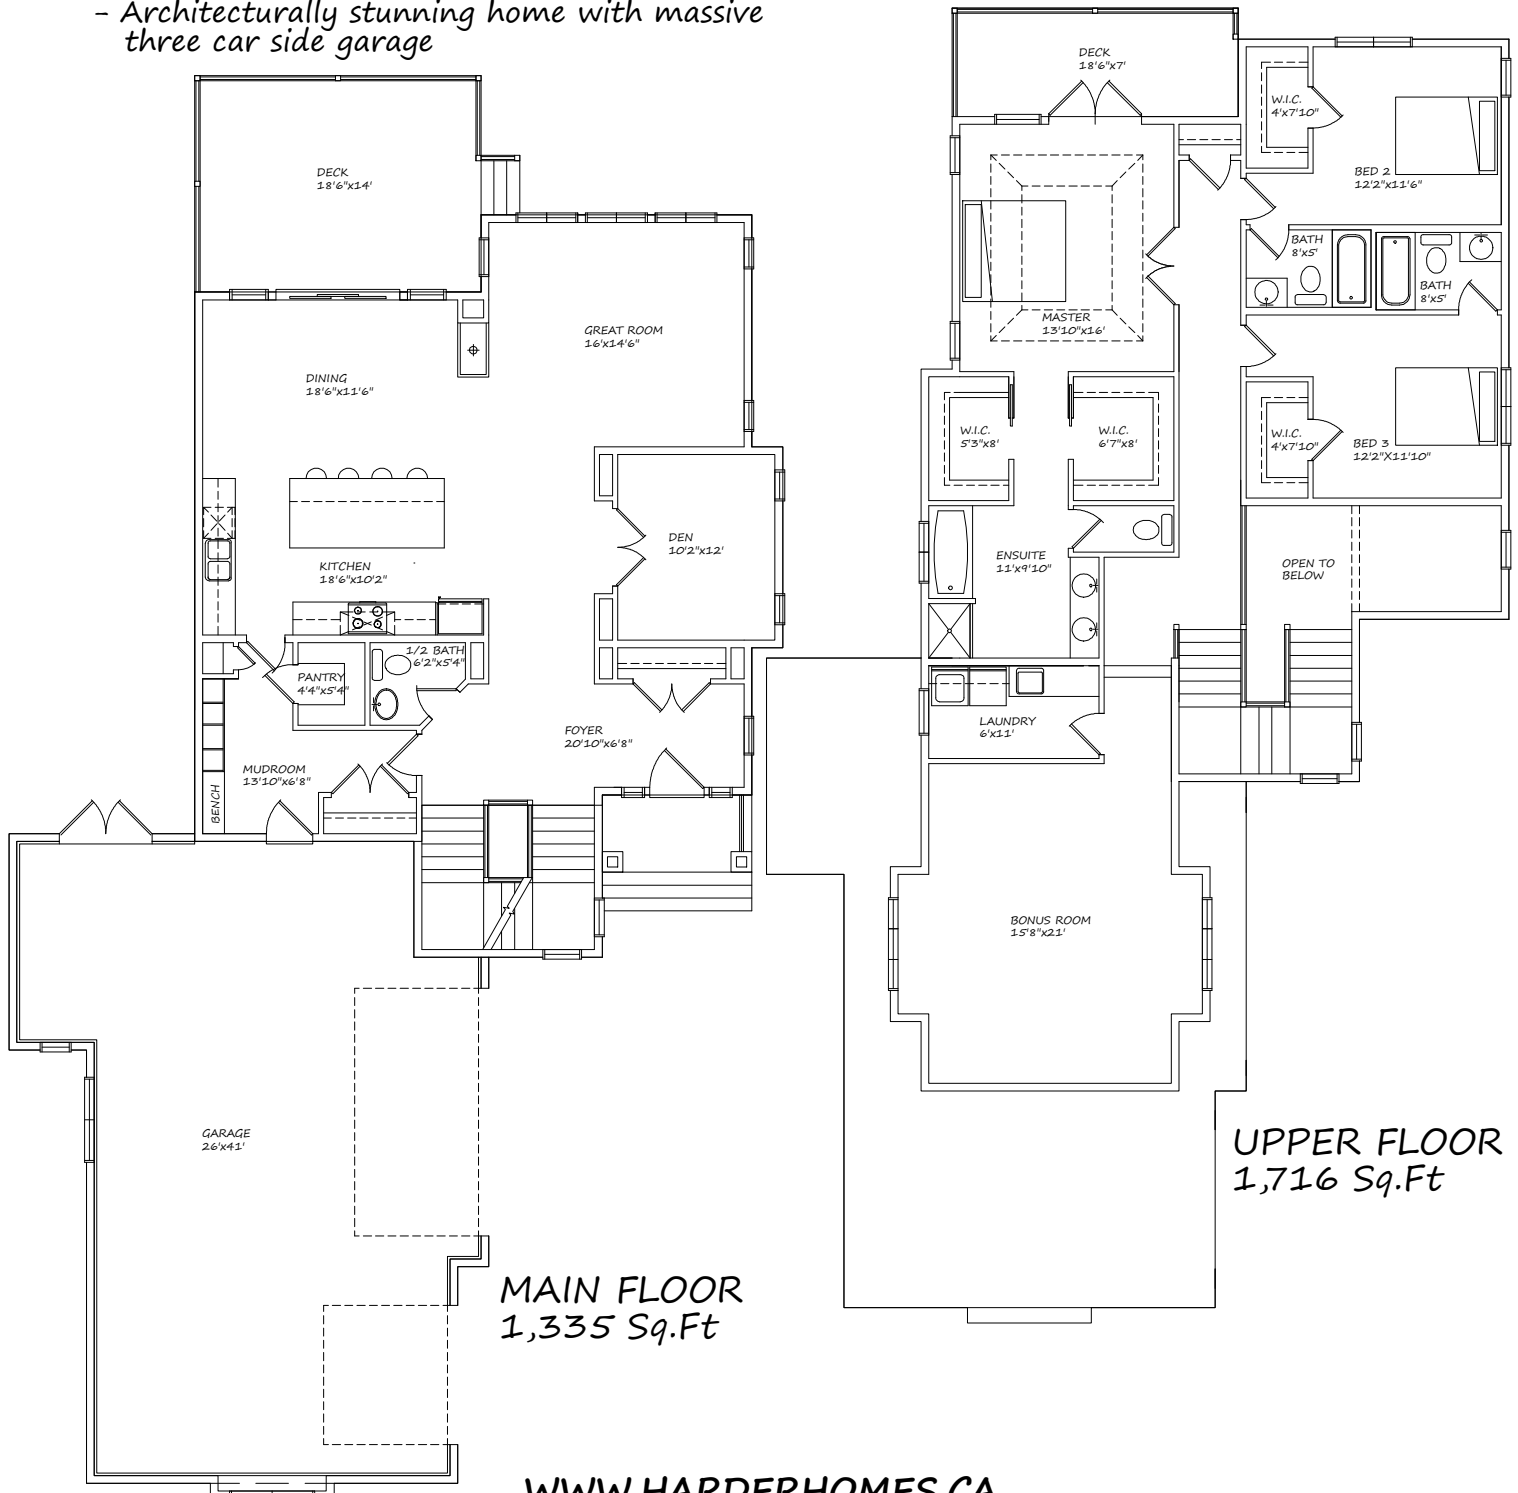 - Architecturally stunning home with massive
three car side garage
DECK
18'6"x14'
GREAT ROOM
16'x14'6"
DINING
18'6"x11'6"
DEN
10'2"x12'
KITCHEN
18'6"x10'2"
1/2 BATH
6'2"x5'4"
PANTRY
4'4"x5'4"
FOYER
20'10"x6'8"
MUDROOM
13'10"x6'8"
BENCH
GARAGE
26'x41'
MAIN FLOOR
1,335 Sq.Ft
DECK
18'6"x7'
W.I.C.
4'x7'10"
BED 2
12'2"x11'6"
BATH
8'x5'
BATH
8'x5'
MASTER
13'10"x16'
W.I.C.
5'3"x8'
W.I.C.
6'7"x8'
W.I.C.
4'x7'10"
BED 3
12'2"X11'10"
ENSUITE
11'x9'10"
OPEN TO
BELOW
LAUNDRY
6'x11'
BONUS ROOM
15'8"x21'
UPPER FLOOR
1,716 Sq.Ft
WWW.HARDERHOMES.CA